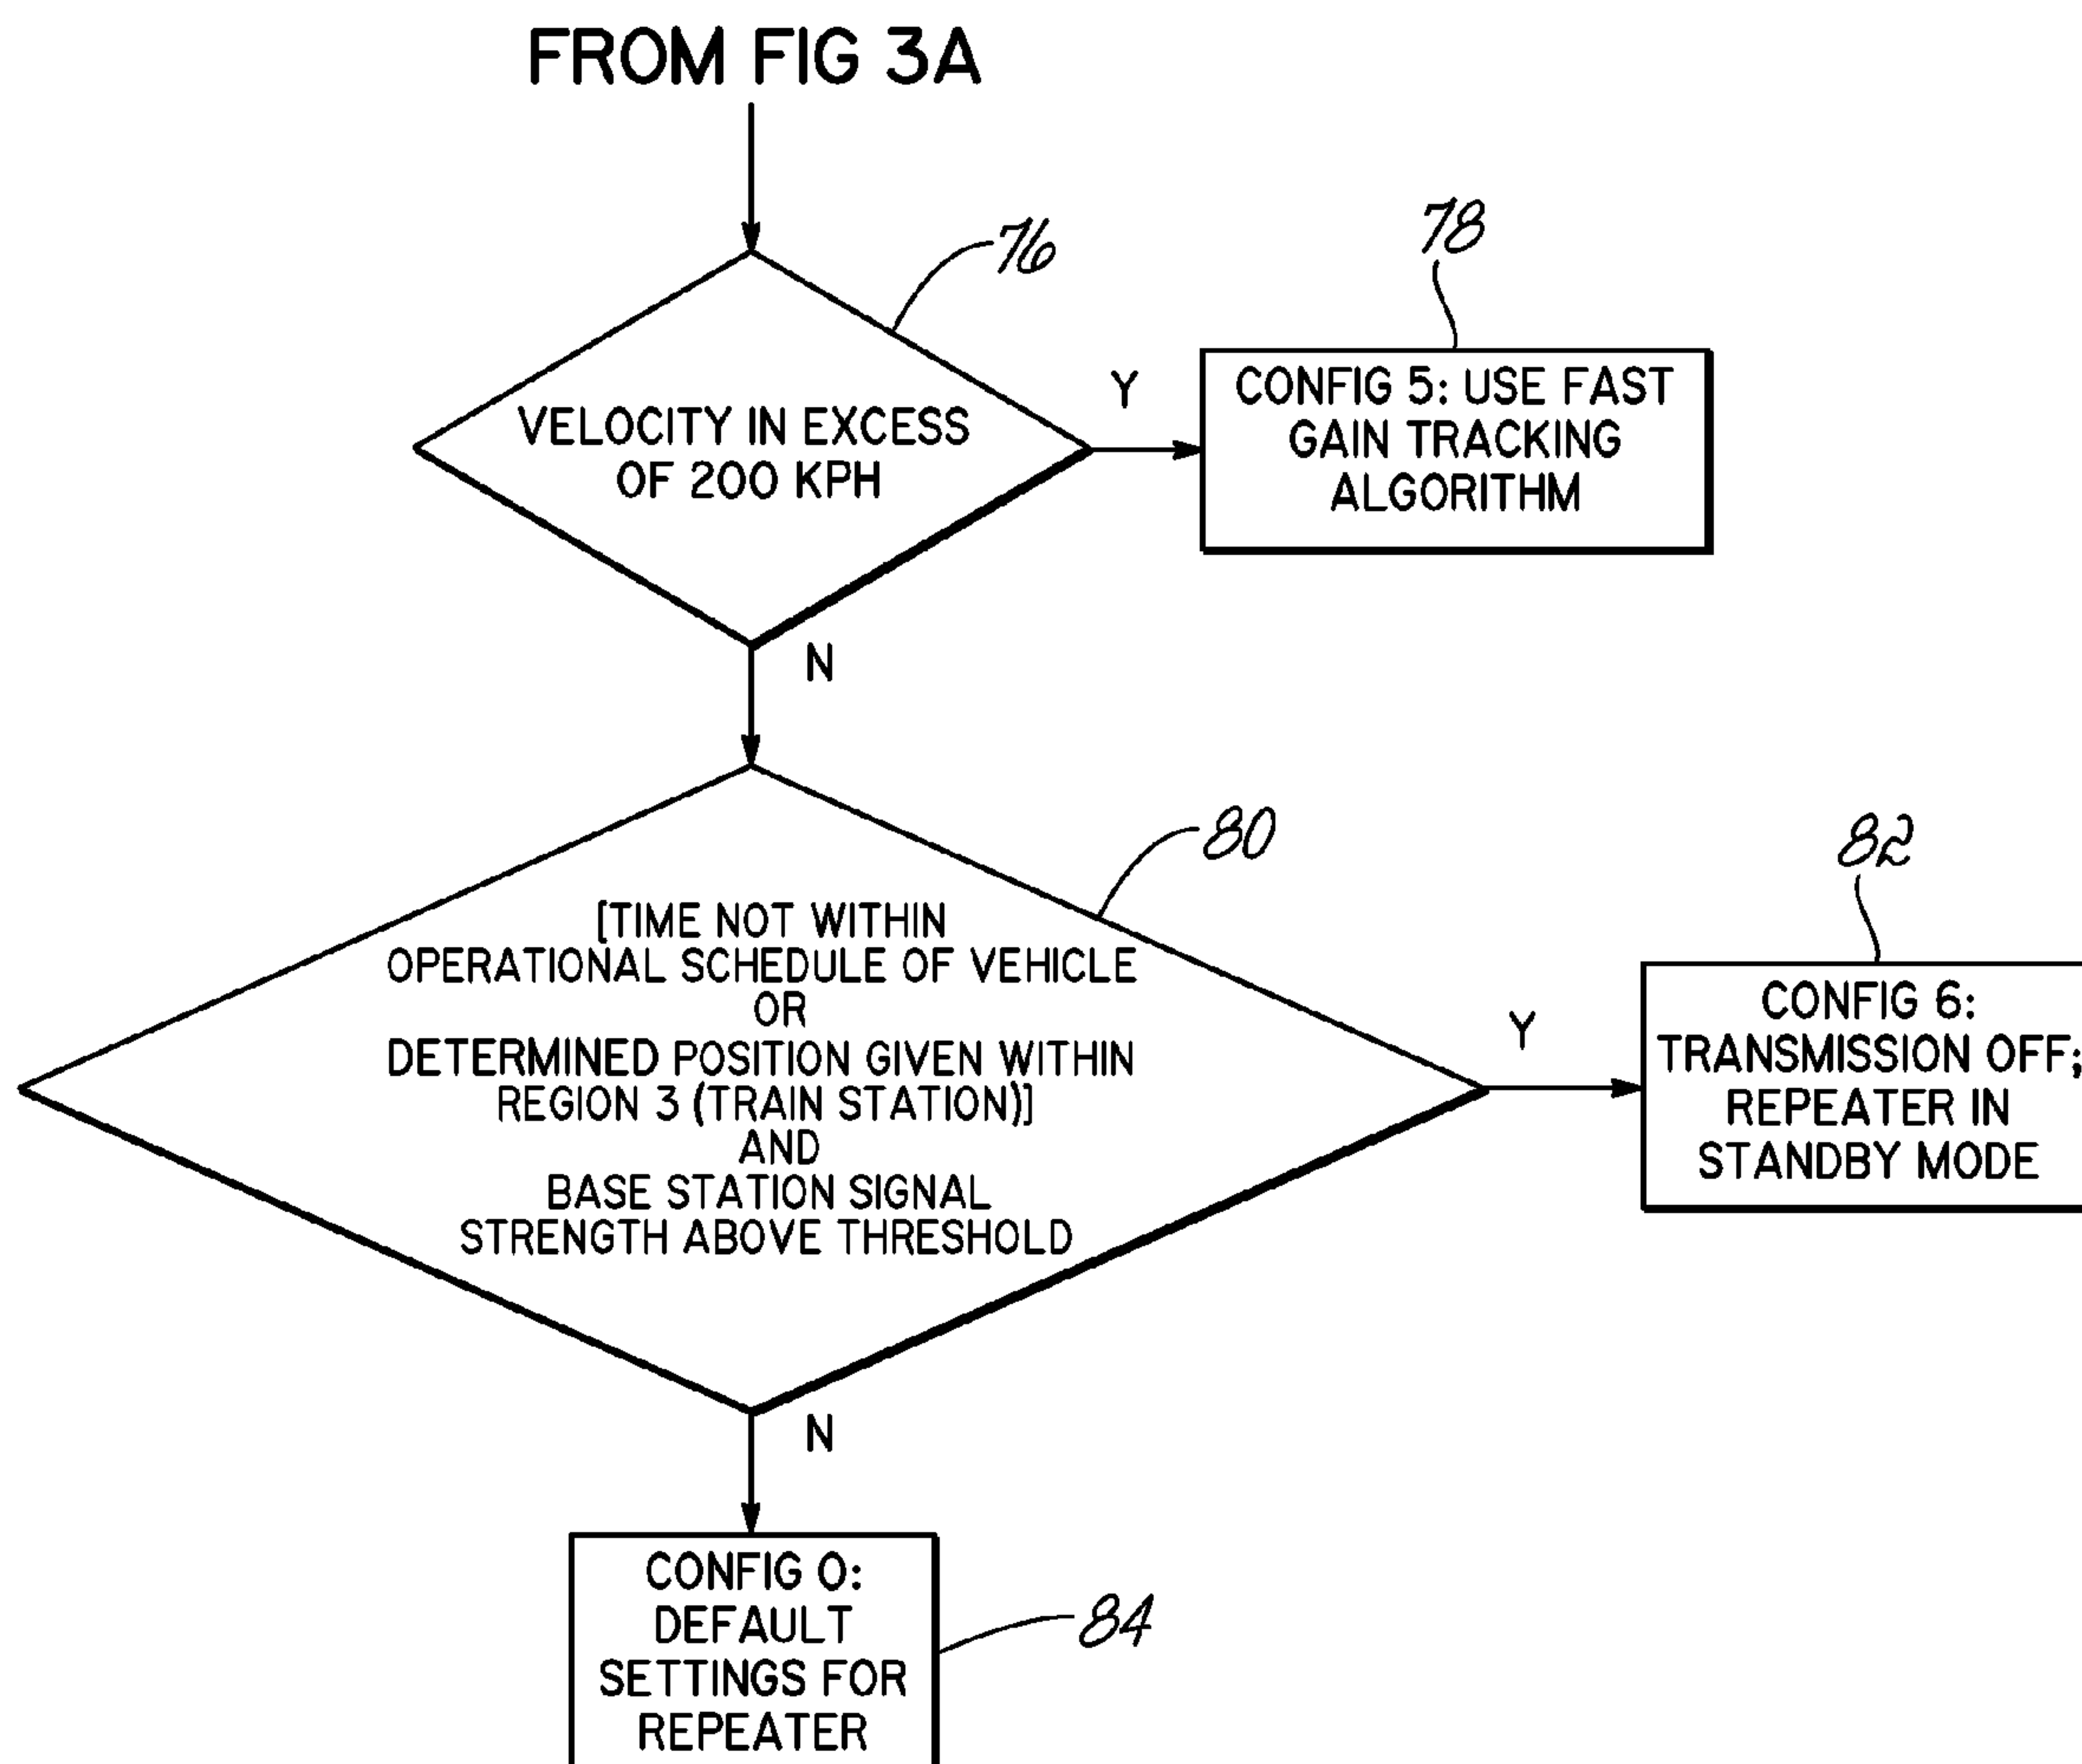 FROM FIG 3A
76
78
VELOCITY IN EXCESS
OF 200 KPH
Y
CONFIG 5: USE FAST
GAIN TRACKING
ALGORITHM
N
80
82
[TIME NOT WITHIN
OPERATIONAL SCHEDULE OF VEHICLE
OR
DETERMINED POSITION GIVEN WITHIN
REGION 3 (TRAIN STATION)]
AND
BASE STATION SIGNAL
STRENGTH ABOVE THRESHOLD
Y
CONFIG 6:
TRANSMISSION OFF;
REPEATER IN
STANDBY MODE
N
CONFIG 0:
DEFAULT
SETTINGS FOR
REPEATER
84